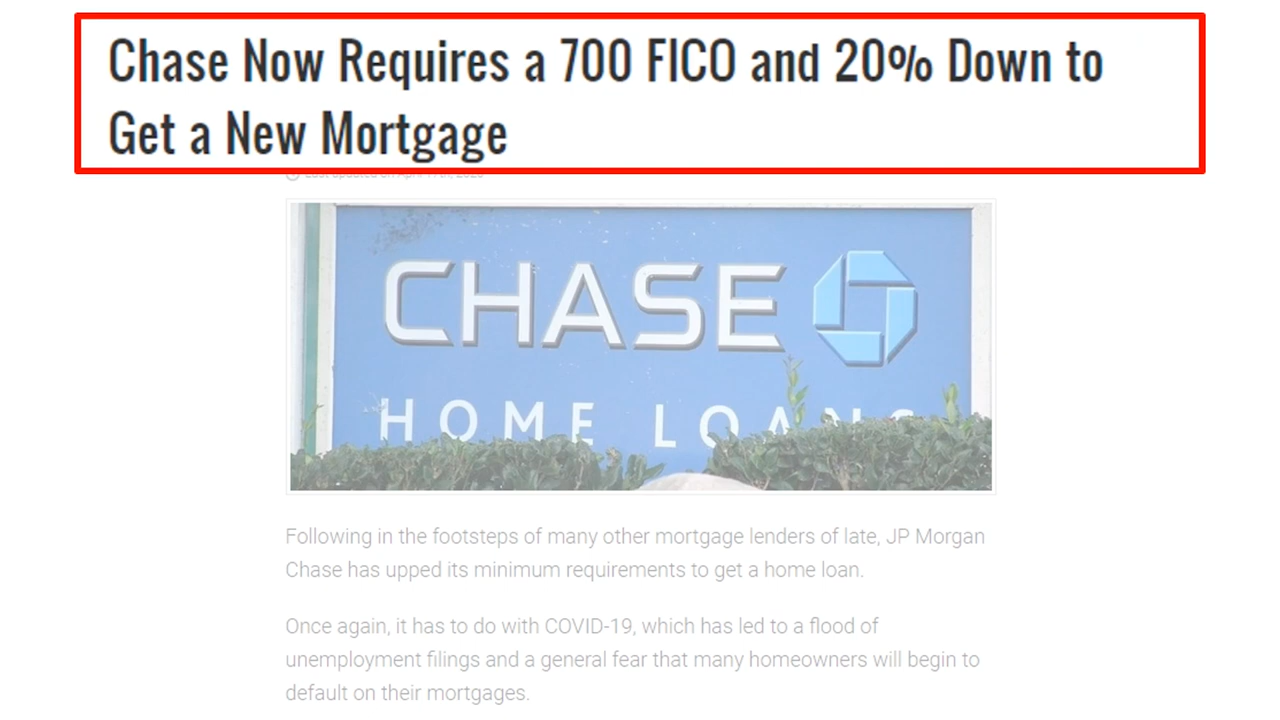 Chase Now Requires a 700 FICO and 20% Down to
Get a New Mortgage
CHASE
HOME LOANS
Following in the footsteps of many other mortgage lenders of late, JP Morgan
Chase has upped its minimum requirements to get a home loan.
Once again, it has to do with COVID-19, which has led to a flood of
unemployment filings and a general fear that many homeowners will begin to
default on their mortgages.